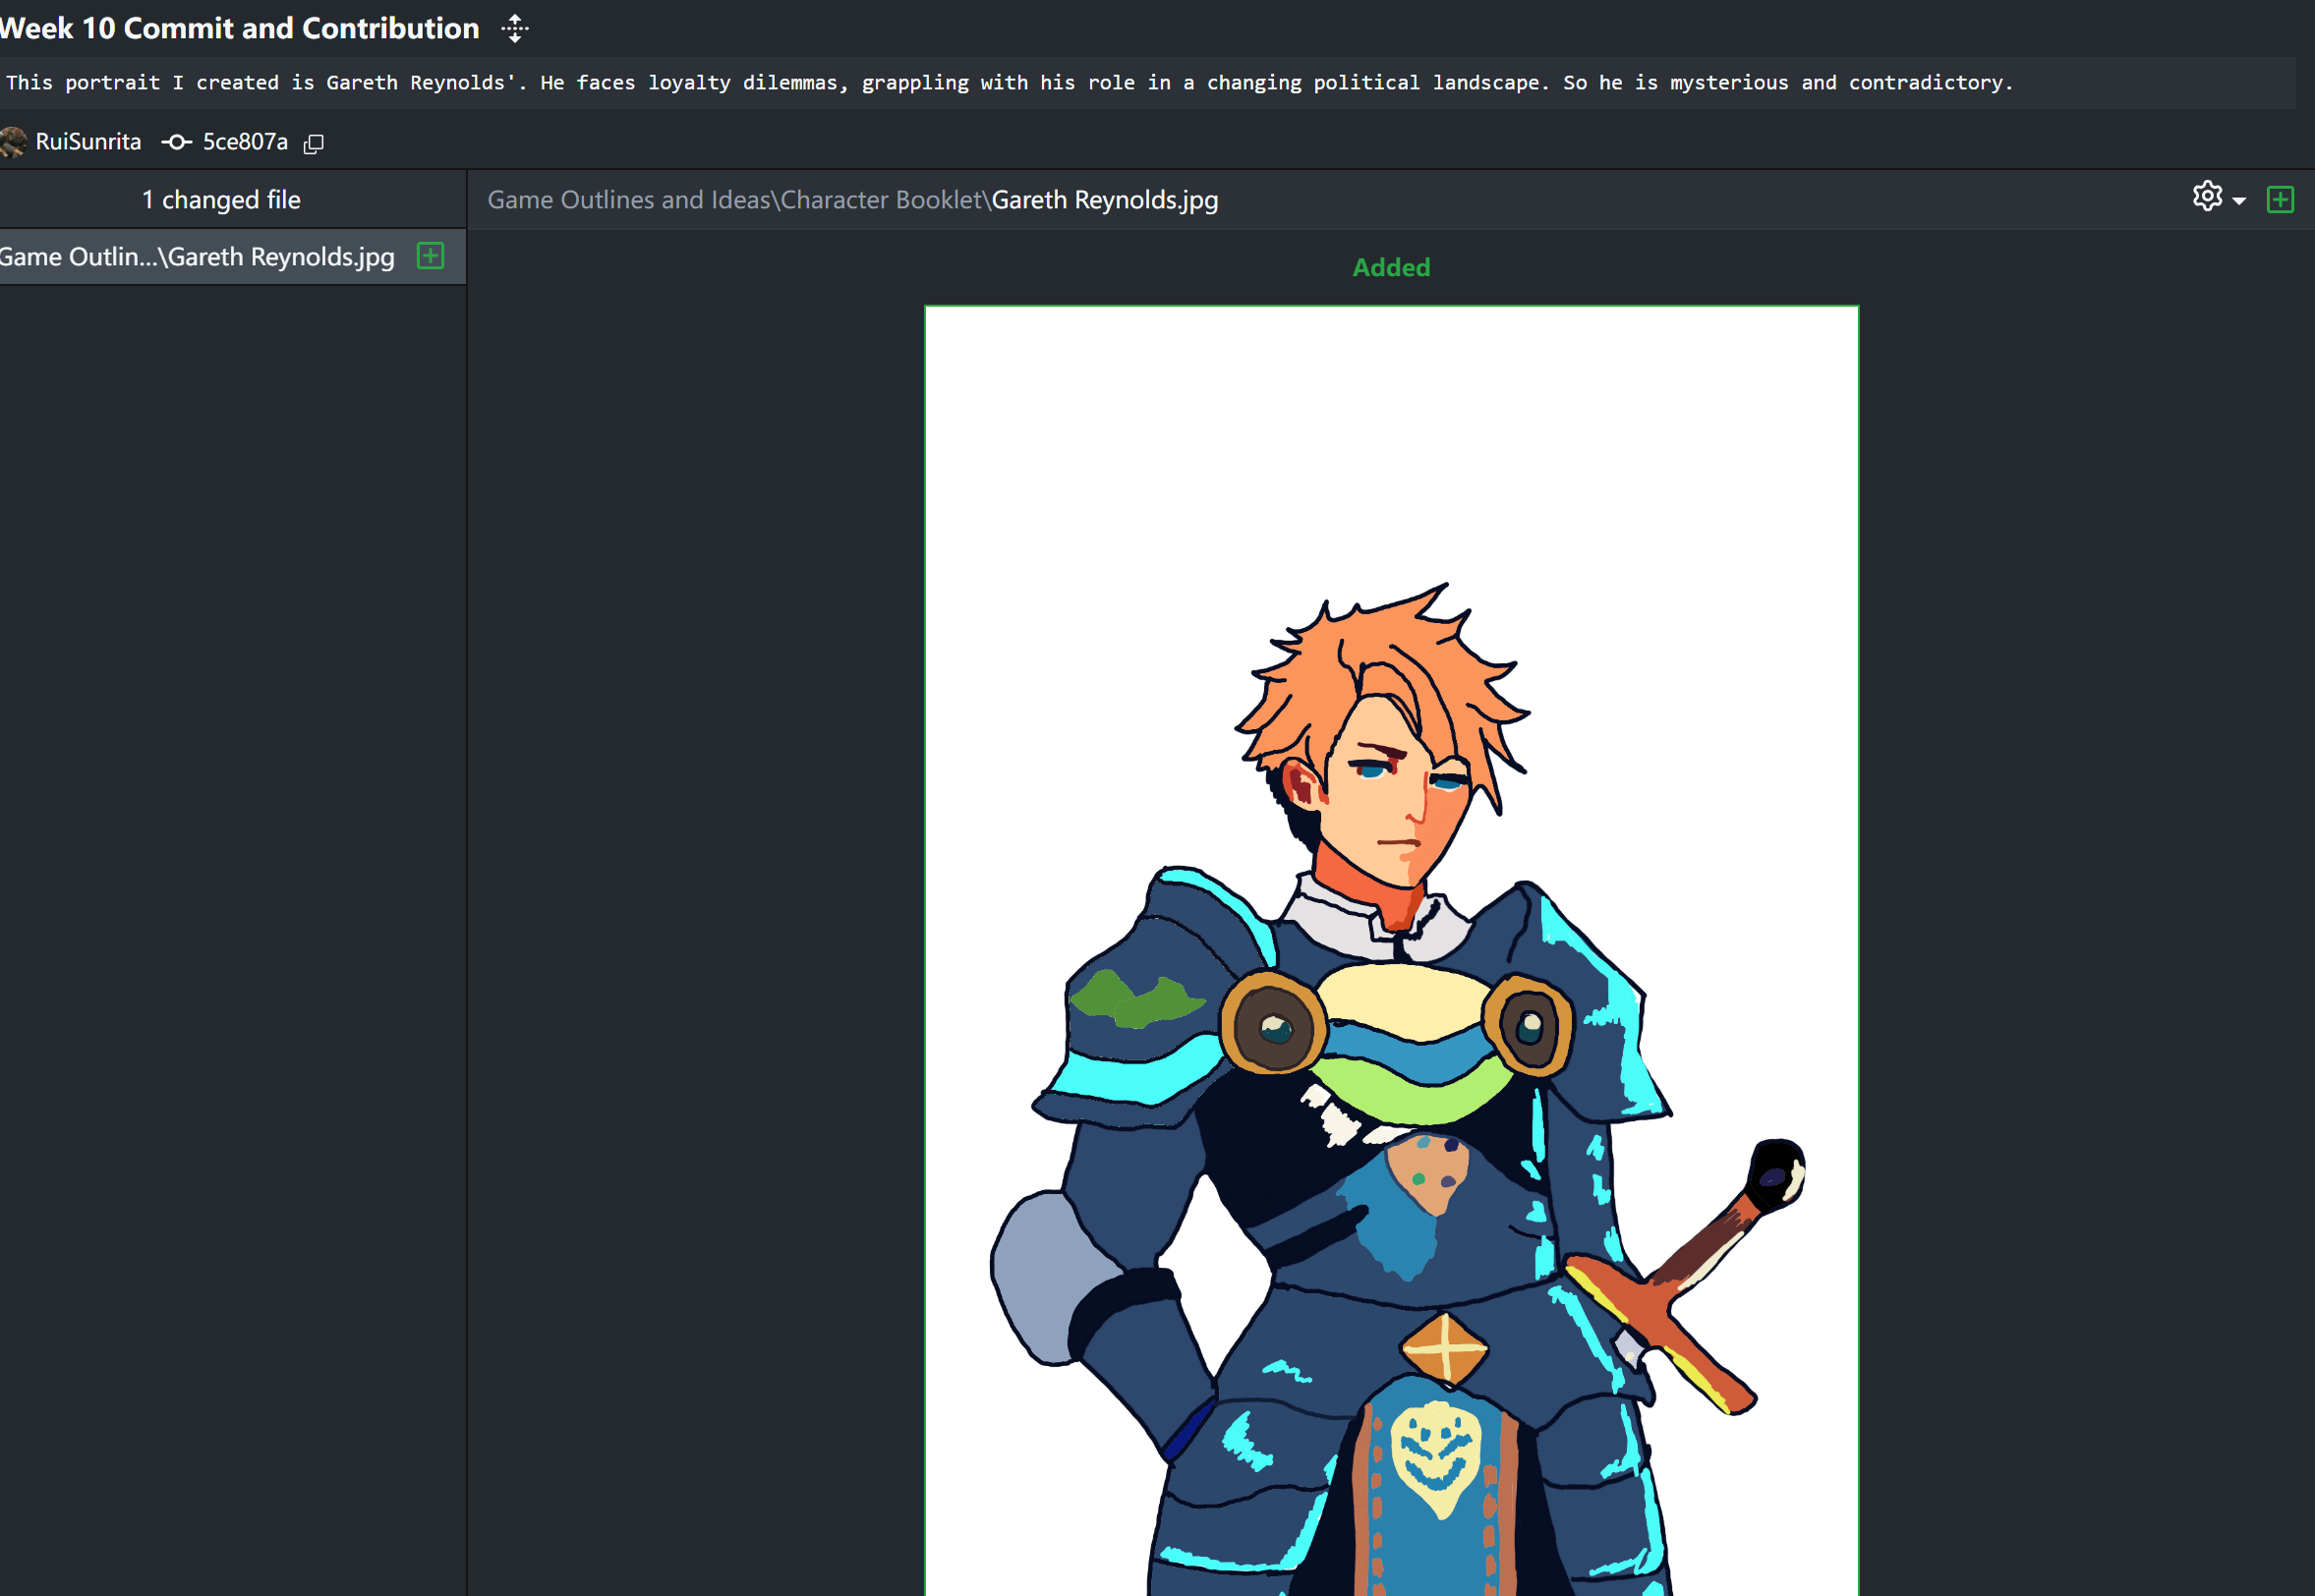 Week 10 Commit and Contribution
This portrait I created is Gareth Reynolds'. He faces loyalty dilemmas, grappling with his role in a changing political landscape. So he is mysterious and contradictory.
RuiSunrita 5ce807a
1 changed file
Game Outlines and Ideas\Character Booklet\Gareth Reynolds.jpg
Game Outlin...\Gareth Reynolds.jpg
Added